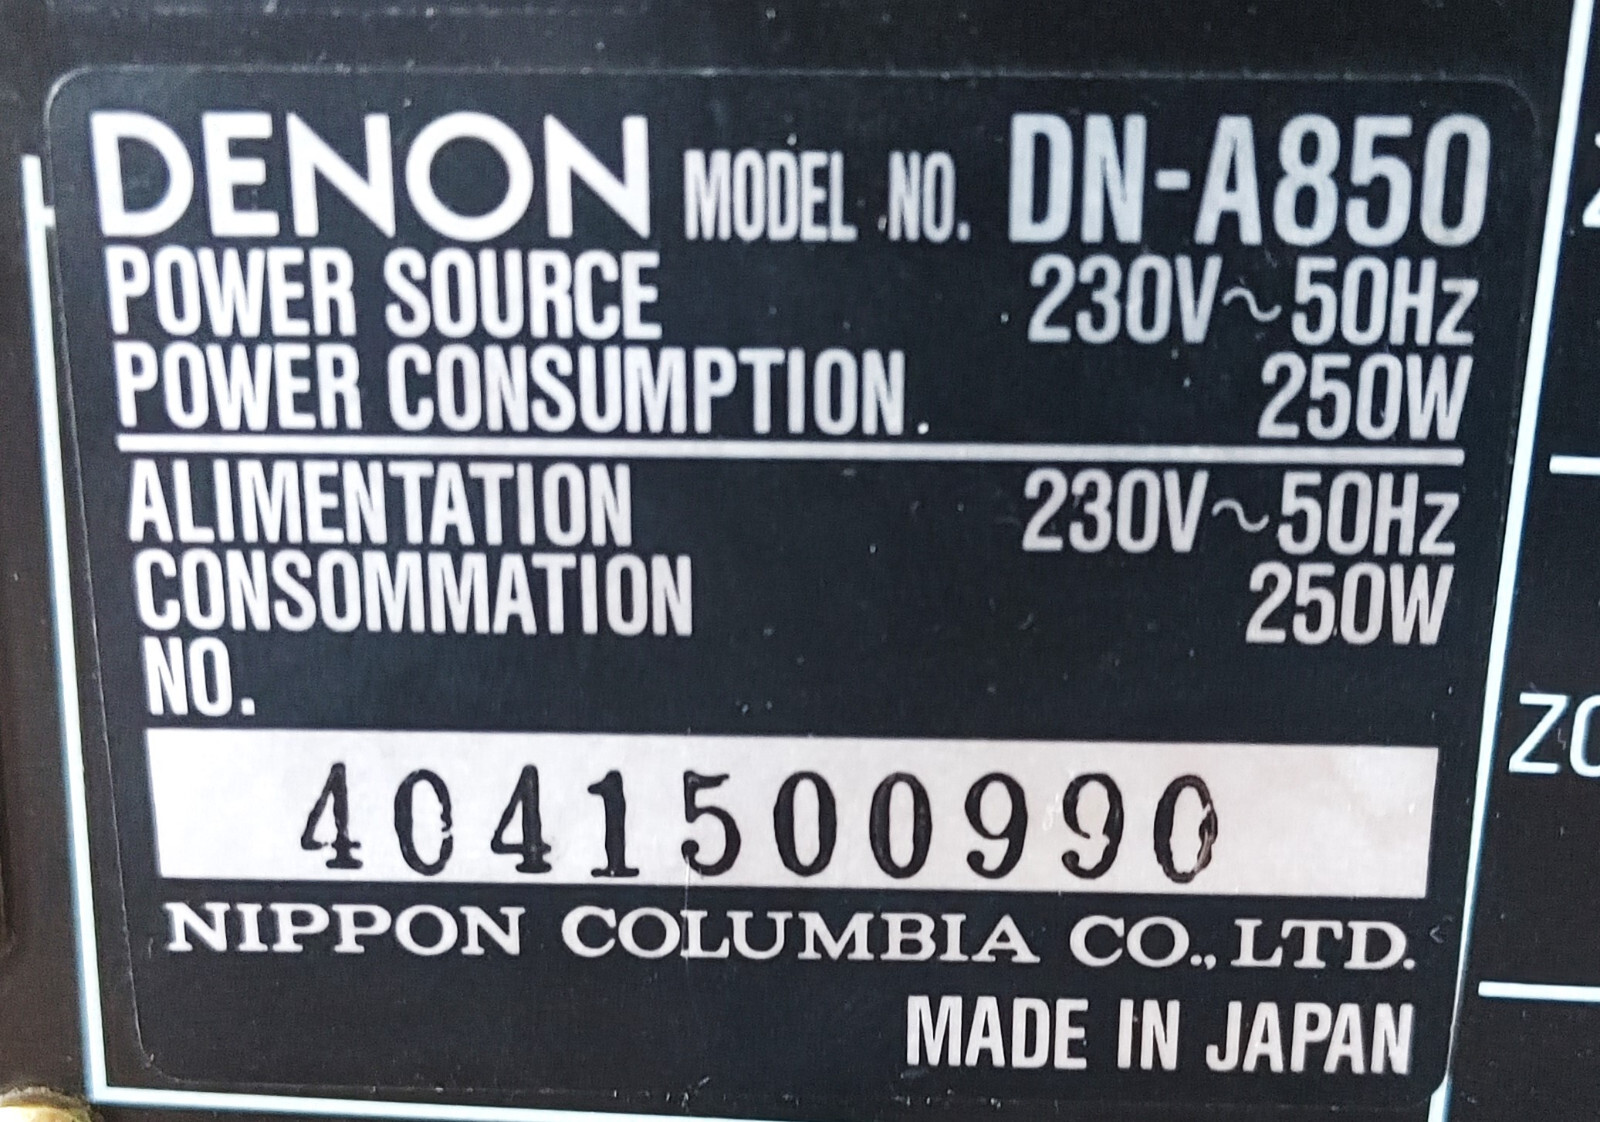 DENON MODEL NO. DN-A850
POWER SOURCE 230V~50Hz
POWER CONSUMPTION. 250W
ALIMENTATION 230V~50Hz
CONSOMMATION 250W
NO.
4041500990
NIPPON COLUMBIA CO., LTD.
MADE IN JAPAN